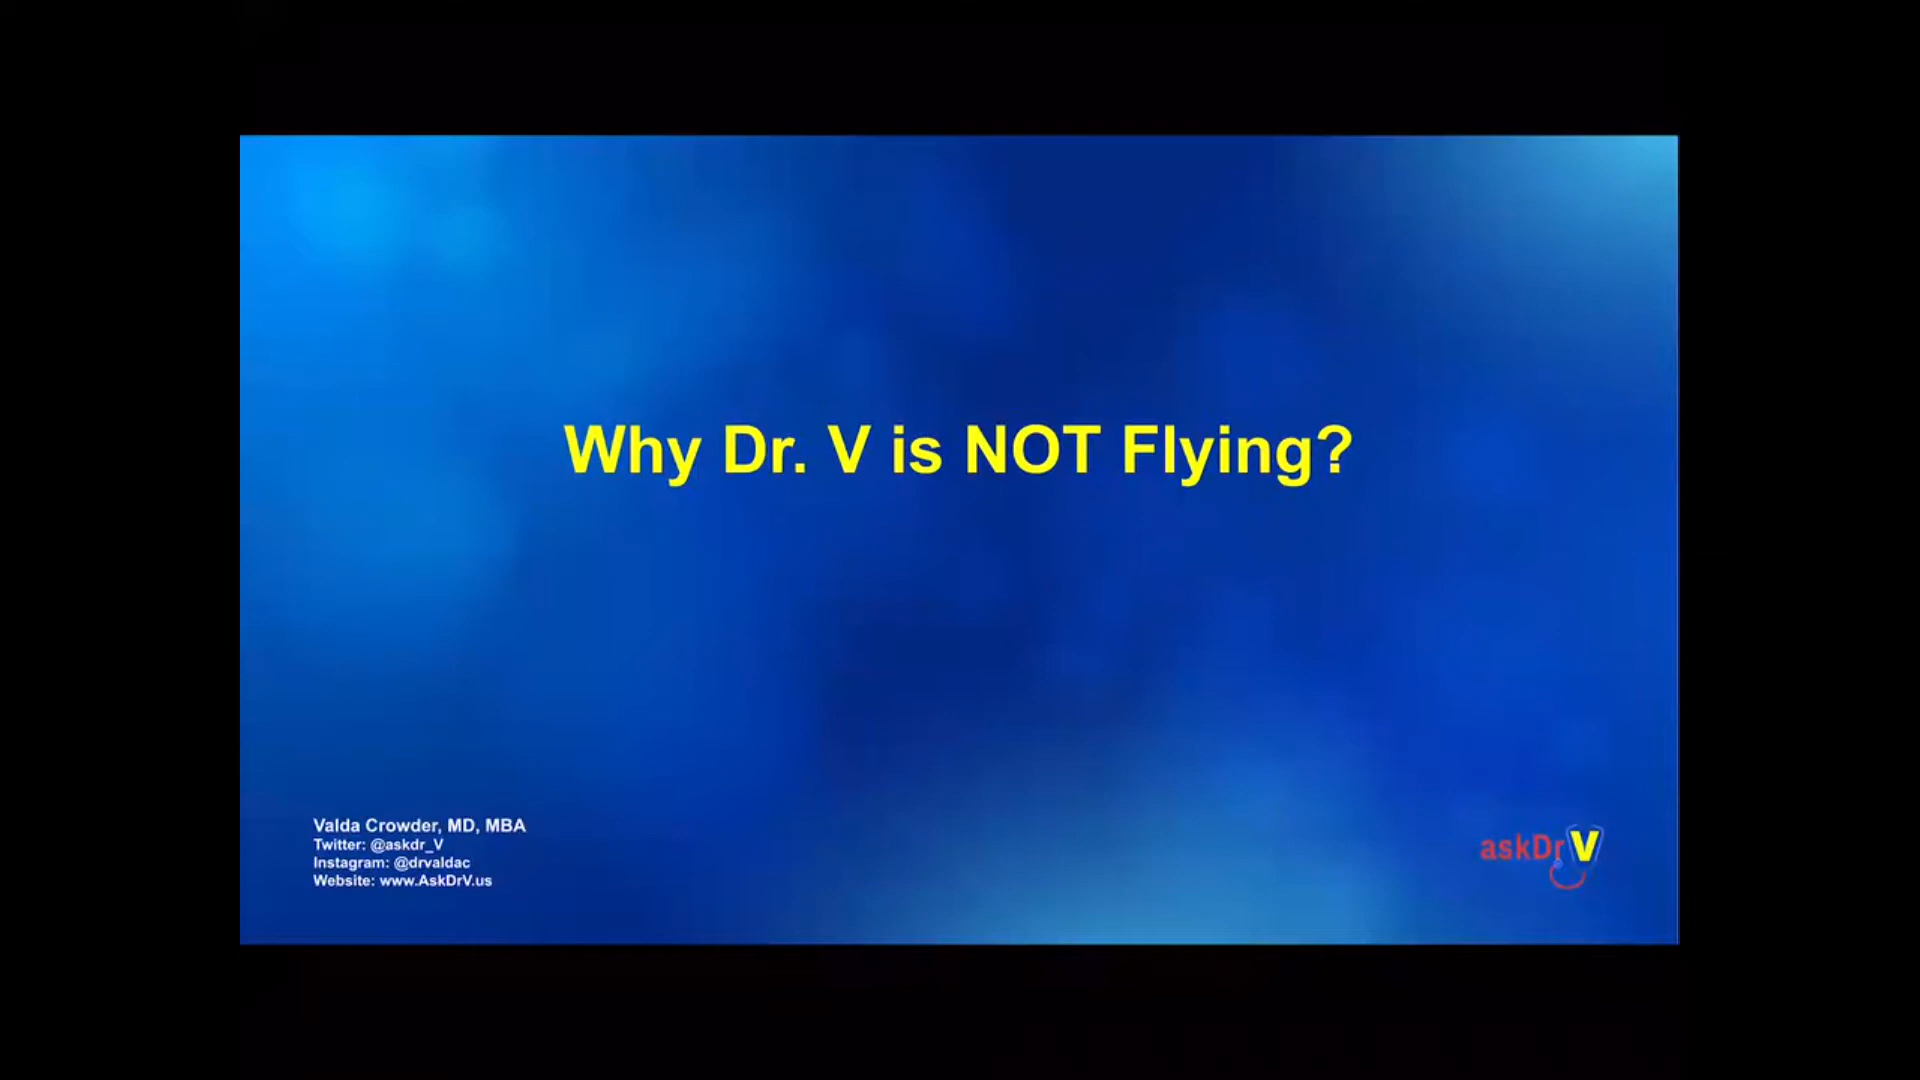 Why Dr. V is NOT Flying?
Valda Crowder, MD, MBA
Twitter: @askdr_V
Instagram: @drvaldac
Website: www.AskDrV.us
askDrV